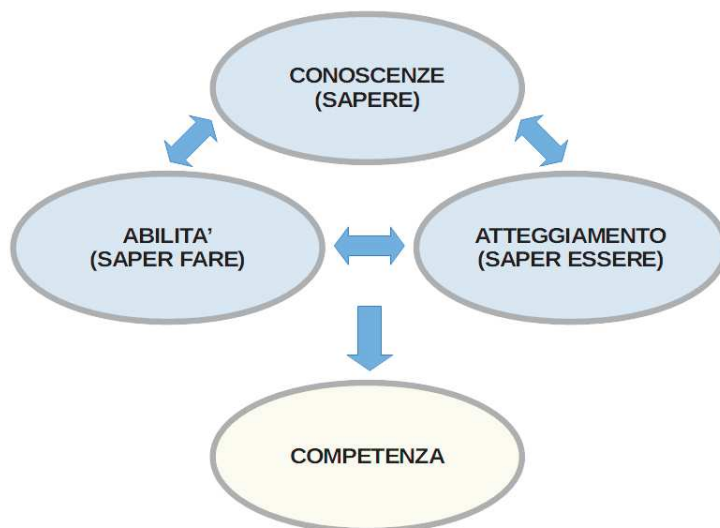 CONOSCENZE
(SAPERE)
ABILITA’
(SAPER FARE)
ATTEGGIAMENTO
(SAPER ESSERE)
COMPETENZA